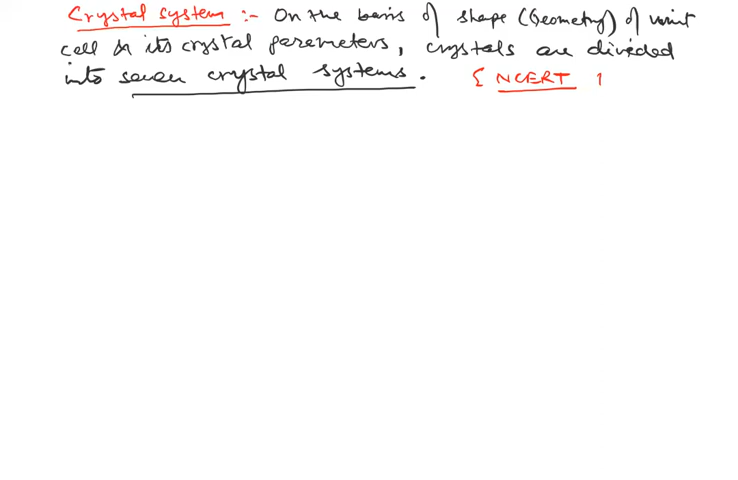 Crystal system :- On the basis of shape (Geometry) of unit
cell & its crystal parameters, crystals are divided
into seven crystal systems. { NCERT